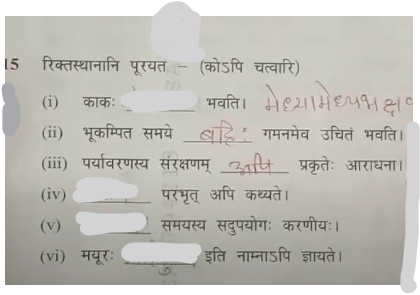 15 रिक्तस्थानानि पूरयत – (कोऽपि चत्वारि)
(i) काकः भवति। मेध्यामेध्यभक्ष
(ii) भूकम्पित समये बहिः गमनमेव उचितं भवति।
(iii) पर्यावरणस्य संरक्षणम् अपि प्रकृतेः आराधना।
(iv) परभृत् अपि कथ्यते।
(v) समयस्य सदुपयोगः करणीयः।
(vi) मयूरः इति नाम्नाऽपि ज्ञायते।